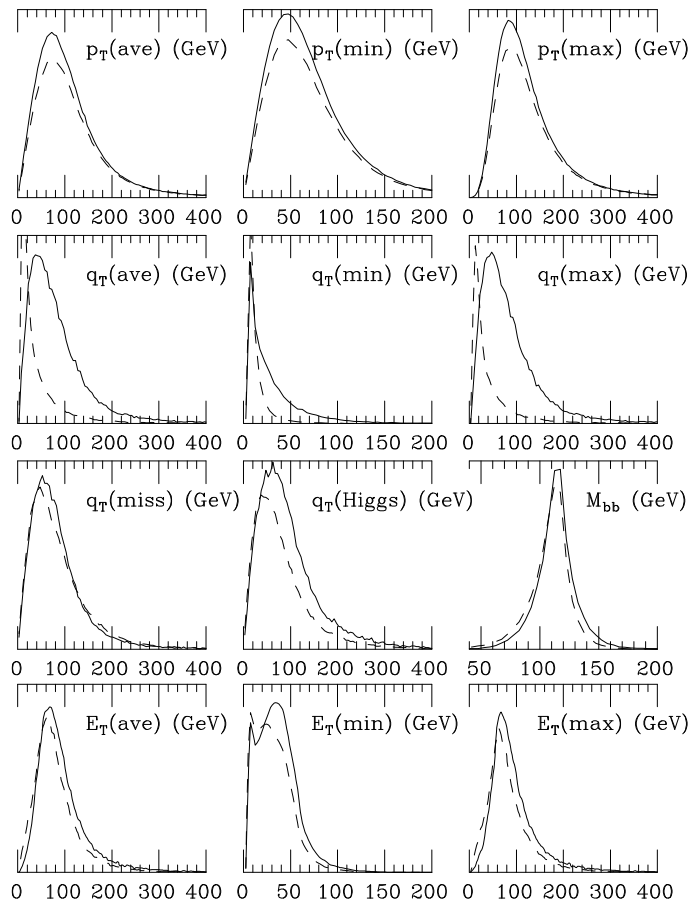 p_T(ave) (GeV) p_T(min) (GeV) p_T(max) (GeV)
0 100 200 300 400 0 50 100 150 200 0 100 200 300 400
q_T(ave) (GeV) q_T(min) (GeV) q_T(max) (GeV)
0 100 200 300 400 0 50 100 150 200 0 100 200 300 400
q_T(miss) (GeV) q_T(Higgs) (GeV) M_bb (GeV)
0 100 200 300 400 0 100 200 300 400 50 100 150 200
E_T(ave) (GeV) E_T(min) (GeV) E_T(max) (GeV)
0 100 200 300 400 0 50 100 150 200 0 100 200 300 400